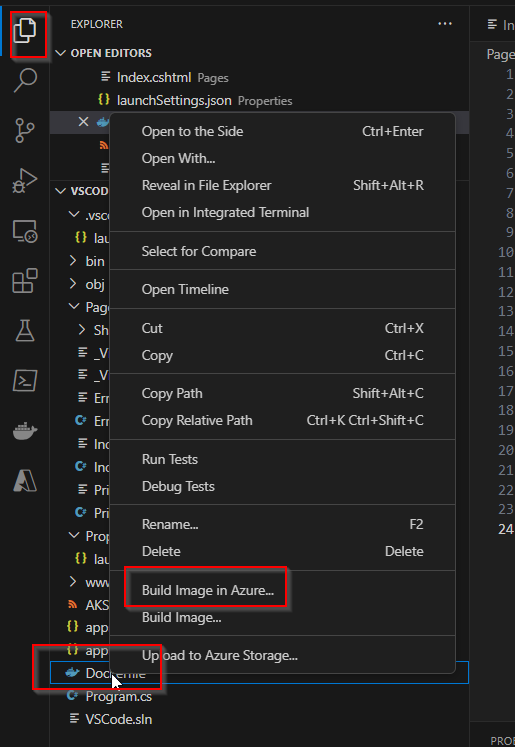 EXPLORER
In
OPEN EDITORS
Page
Index.cshtml Pages
launchSettings.json Properties
Open to the Side Ctrl+Enter
Open With...
Reveal in File Explorer Shift+Alt+R
Open in Integrated Terminal
Select for Compare
Open Timeline
Cut Ctrl+X
Copy Ctrl+C
Copy Path Shift+Alt+C
Copy Relative Path Ctrl+K Ctrl+Shift+C
Run Tests
Debug Tests
Rename... F2
Delete Delete
Build Image in Azure...
Build Image...
Upload to Azure Storage...
VSCODE
.vsco
lau
bin
obj
Page
Sh
_V
_V
Err
Err
Ind
Ind
Pri
Pri
Prop
lau
www
AKS
app
app
Dockerfile
Program.cs
VSCode.sln
1
2
3
4
5
6
7
8
9
10
11
12
13
14
15
16
17
18
19
20
21
22
23
24
PROB